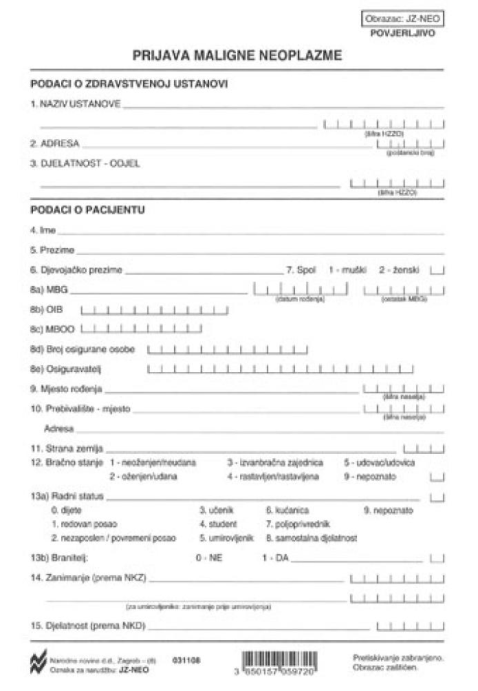 Obrazac: JZ-NEO
POVJERLJIVO
PRIJAVA MALIGNE NEOPLAZME
PODACI O ZDRAVSTVENOJ USTANOVI
1. NAZIV USTANOVE
(šifra HZZO)
2. ADRESA
(poštanski broj)
3. DJELATNOST - ODJEL
(šifra HZZO)
PODACI O PACIJENTU
4. Ime
5. Prezime
6. Djevojačko prezime 7. Spol 1 - muški 2 - ženski
8a) MBG
(datum rođenja) (ostatak MBG)
8b) OIB
8c) MBOO
8d) Broj osigurane osobe
8e) Osiguravatelj
9. Mjesto rođenja
(šifra naselja)
10. Prebivalište - mjesto
(šifra naselja)
Adresa
11. Strana zemlja
12. Bračno stanje 1 - neoženjen/neudana 3 - izvanbračna zajednica 5 - udovac/udovica
2 - oženjen/udana 4 - rastavljen/rastavljena 9 - nepoznato
13a) Radni status
0. dijete 3. učenik 6. kućanica 9. nepoznato
1. redovan posao 4. student 7. poljoprivrednik
2. nezaposlen / povremeni posao 5. umirovljenik 8. samostalna djelatnost
13b) Branitelj: 0 - NE 1 - DA
14. Zanimanje (prema NKZ)
(za umirovljenike: zanimanje prije umirovljenja)
15. Djelatnost (prema NKD)
Narodne novine d.d., Zagreb – (8) 031108 Pretiskivanje zabranjeno.
Oznaka za narudžbu: JZ-NEO 3 850157 059720 Obrazac zaštićen.